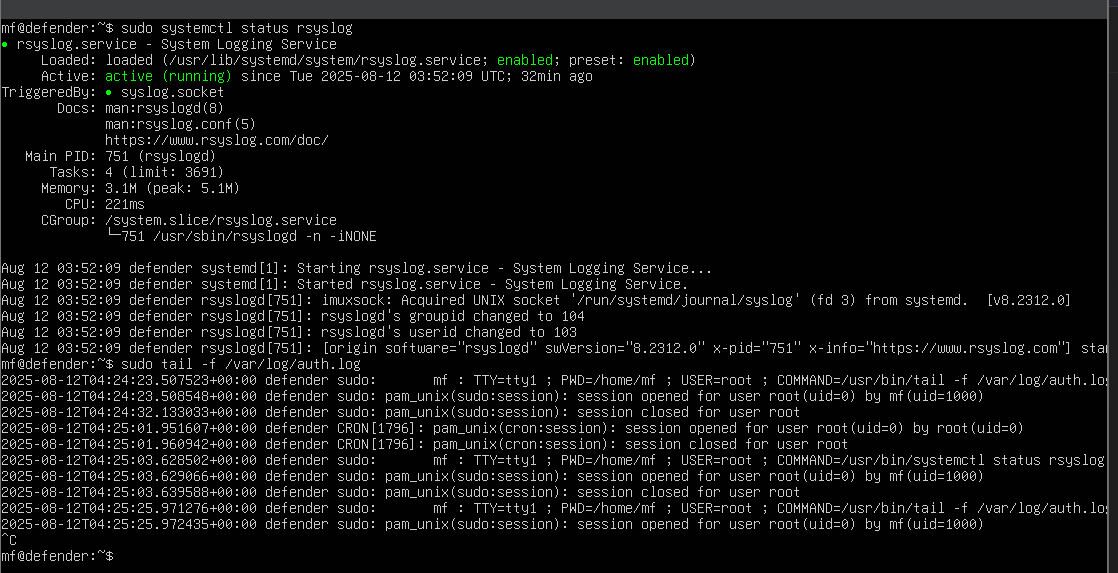 mf@defender:~$ sudo systemctl status rsyslog
● rsyslog.service - System Logging Service
     Loaded: loaded (/usr/lib/systemd/system/rsyslog.service; enabled; preset: enabled)
     Active: active (running) since Tue 2025-08-12 03:52:09 UTC; 32min ago
TriggeredBy: ● syslog.socket
       Docs: man:rsyslogd(8)
             man:rsyslog.conf(5)
             https://www.rsyslog.com/doc/
   Main PID: 751 (rsyslogd)
      Tasks: 4 (limit: 3691)
     Memory: 3.1M (peak: 5.1M)
        CPU: 221ms
     CGroup: /system.slice/rsyslog.service
             └─751 /usr/sbin/rsyslogd -n -iNONE

Aug 12 03:52:09 defender systemd[1]: Starting rsyslog.service - System Logging Service...
Aug 12 03:52:09 defender systemd[1]: Started rsyslog.service - System Logging Service.
Aug 12 03:52:09 defender rsyslogd[751]: imuxsock: Acquired UNIX socket '/run/systemd/journal/syslog' (fd 3) from systemd.  [v8.2312.0]
Aug 12 03:52:09 defender rsyslogd[751]: rsyslogd's groupid changed to 104
Aug 12 03:52:09 defender rsyslogd[751]: rsyslogd's userid changed to 103
Aug 12 03:52:09 defender rsyslogd[751]: [origin software="rsyslogd" swVersion="8.2312.0" x-pid="751" x-info="https://www.rsyslog.com"] star
mf@defender:~$ sudo tail -f /var/log/auth.log
2025-08-12T04:24:23.507523+00:00 defender sudo:       mf : TTY=tty1 ; PWD=/home/mf ; USER=root ; COMMAND=/usr/bin/tail -f /var/log/auth.log
2025-08-12T04:24:23.508548+00:00 defender sudo: pam_unix(sudo:session): session opened for user root(uid=0) by mf(uid=1000)
2025-08-12T04:24:32.133033+00:00 defender sudo: pam_unix(sudo:session): session closed for user root
2025-08-12T04:25:01.951607+00:00 defender CRON[1796]: pam_unix(cron:session): session opened for user root(uid=0) by root(uid=0)
2025-08-12T04:25:01.960942+00:00 defender CRON[1796]: pam_unix(cron:session): session closed for user root
2025-08-12T04:25:03.628502+00:00 defender sudo:       mf : TTY=tty1 ; PWD=/home/mf ; USER=root ; COMMAND=/usr/bin/systemctl status rsyslog
2025-08-12T04:25:03.629066+00:00 defender sudo: pam_unix(sudo:session): session opened for user root(uid=0) by mf(uid=1000)
2025-08-12T04:25:03.639588+00:00 defender sudo: pam_unix(sudo:session): session closed for user root
2025-08-12T04:25:25.971276+00:00 defender sudo:       mf : TTY=tty1 ; PWD=/home/mf ; USER=root ; COMMAND=/usr/bin/tail -f /var/log/auth.log
2025-08-12T04:25:25.972435+00:00 defender sudo: pam_unix(sudo:session): session opened for user root(uid=0) by mf(uid=1000)
^C
mf@defender:~$